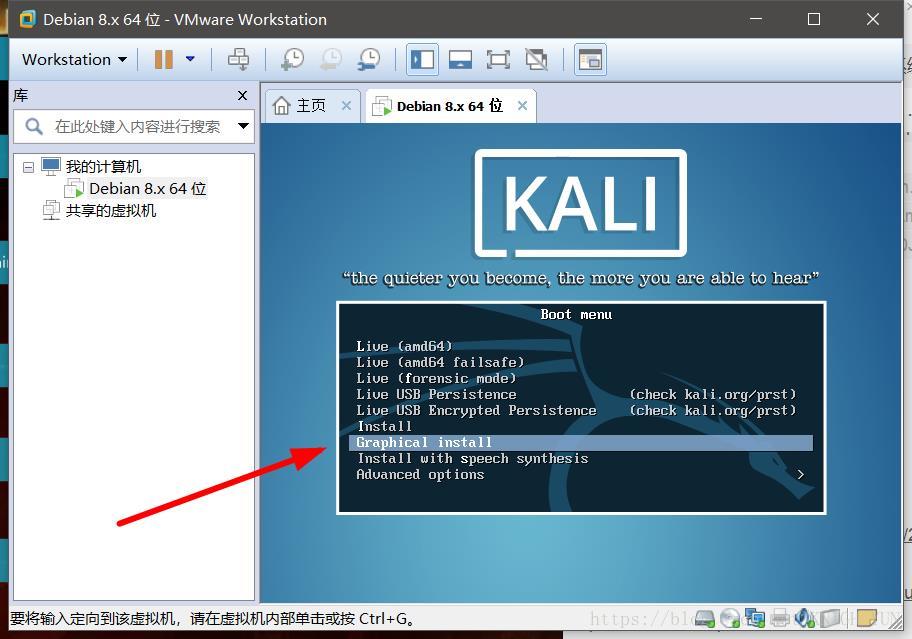 Debian 8.x 64 位 - VMware Workstation
Workstation
库
主页
Debian 8.x 64 位
在此处键入内容进行搜索
我的计算机
Debian 8.x 64 位
共享的虚拟机
KALI
“the quieter you become, the more you are able to hear”
Boot menu
Live (amd64)
Live (amd64 failsafe)
Live (forensic mode)
Live USB Persistence (check kali.org/prst)
Live USB Encrypted Persistence (check kali.org/prst)
Install
Graphical install
Install with speech synthesis
Advanced options >
要将输入定向到该虚拟机，请在虚拟机内部单击或按 Ctrl+G。